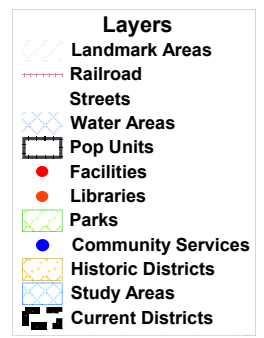 Layers
Landmark Areas
Railroad
Streets
Water Areas
Pop Units
Facilities
Libraries
Parks
Community Services
Historic Districts
Study Areas
Current Districts